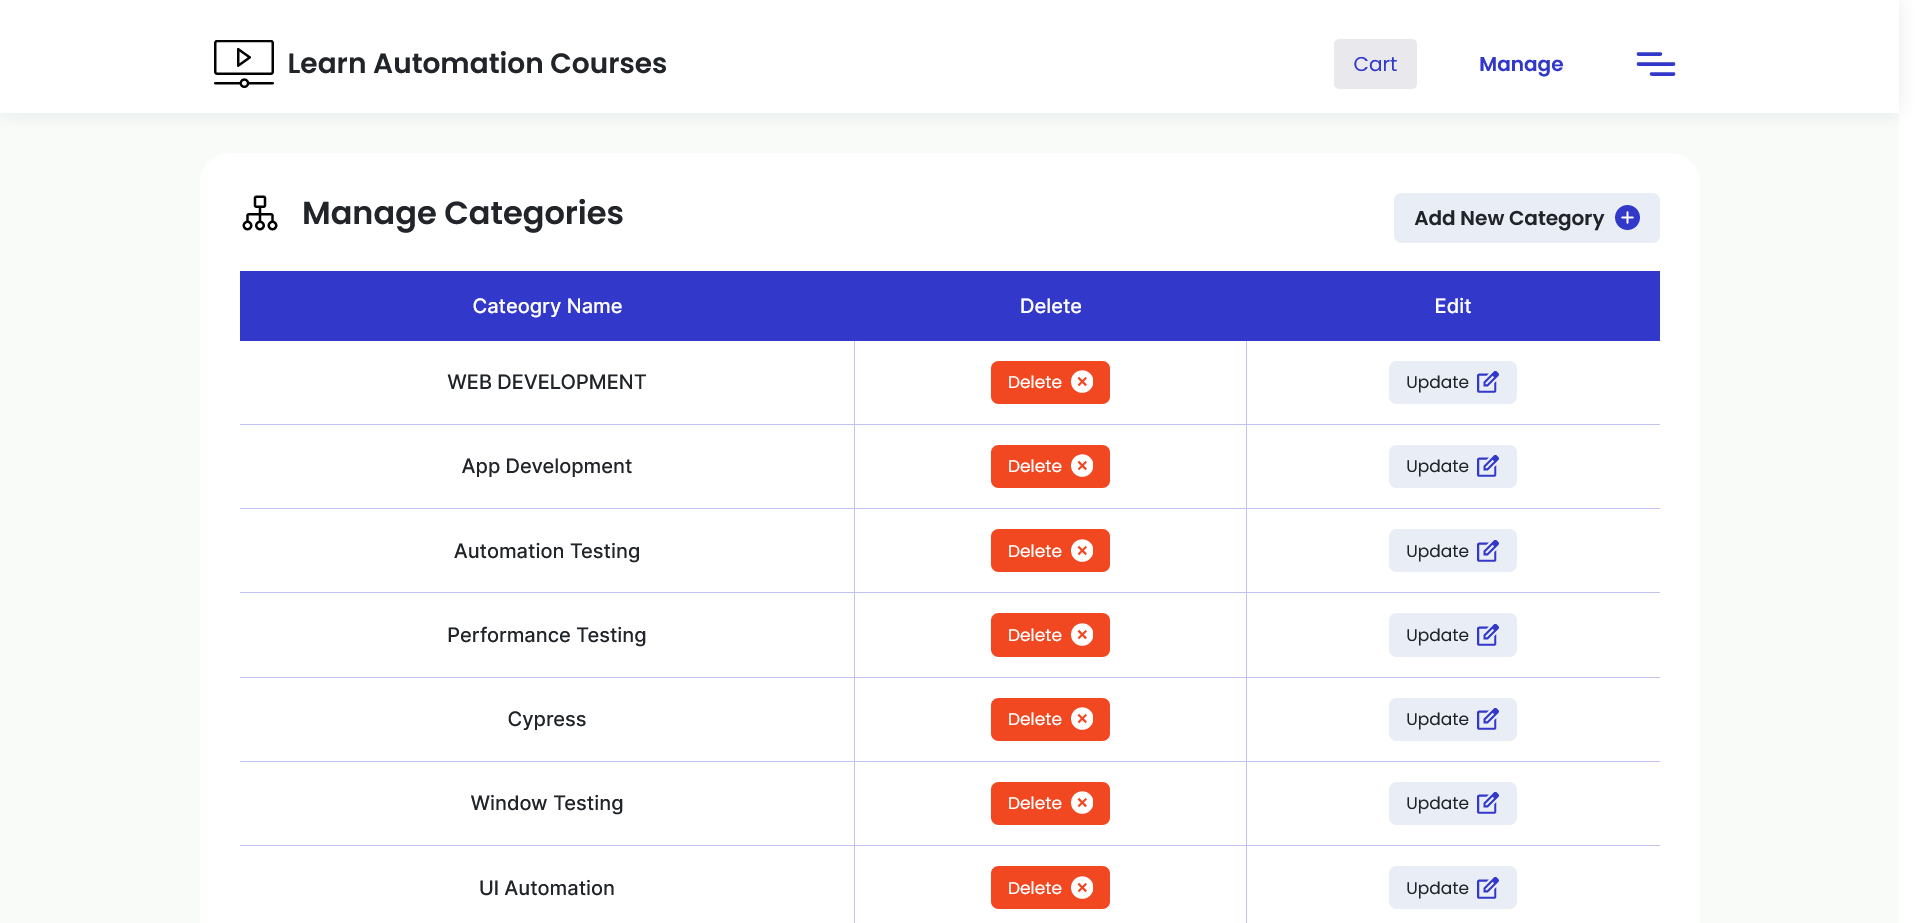 Learn Automation Courses
Cart
Manage
Manage Categories
Add New Category
Cateogry Name Delete Edit
WEB DEVELOPMENT Delete Update
App Development Delete Update
Automation Testing Delete Update
Performance Testing Delete Update
Cypress Delete Update
Window Testing Delete Update
UI Automation Delete Update